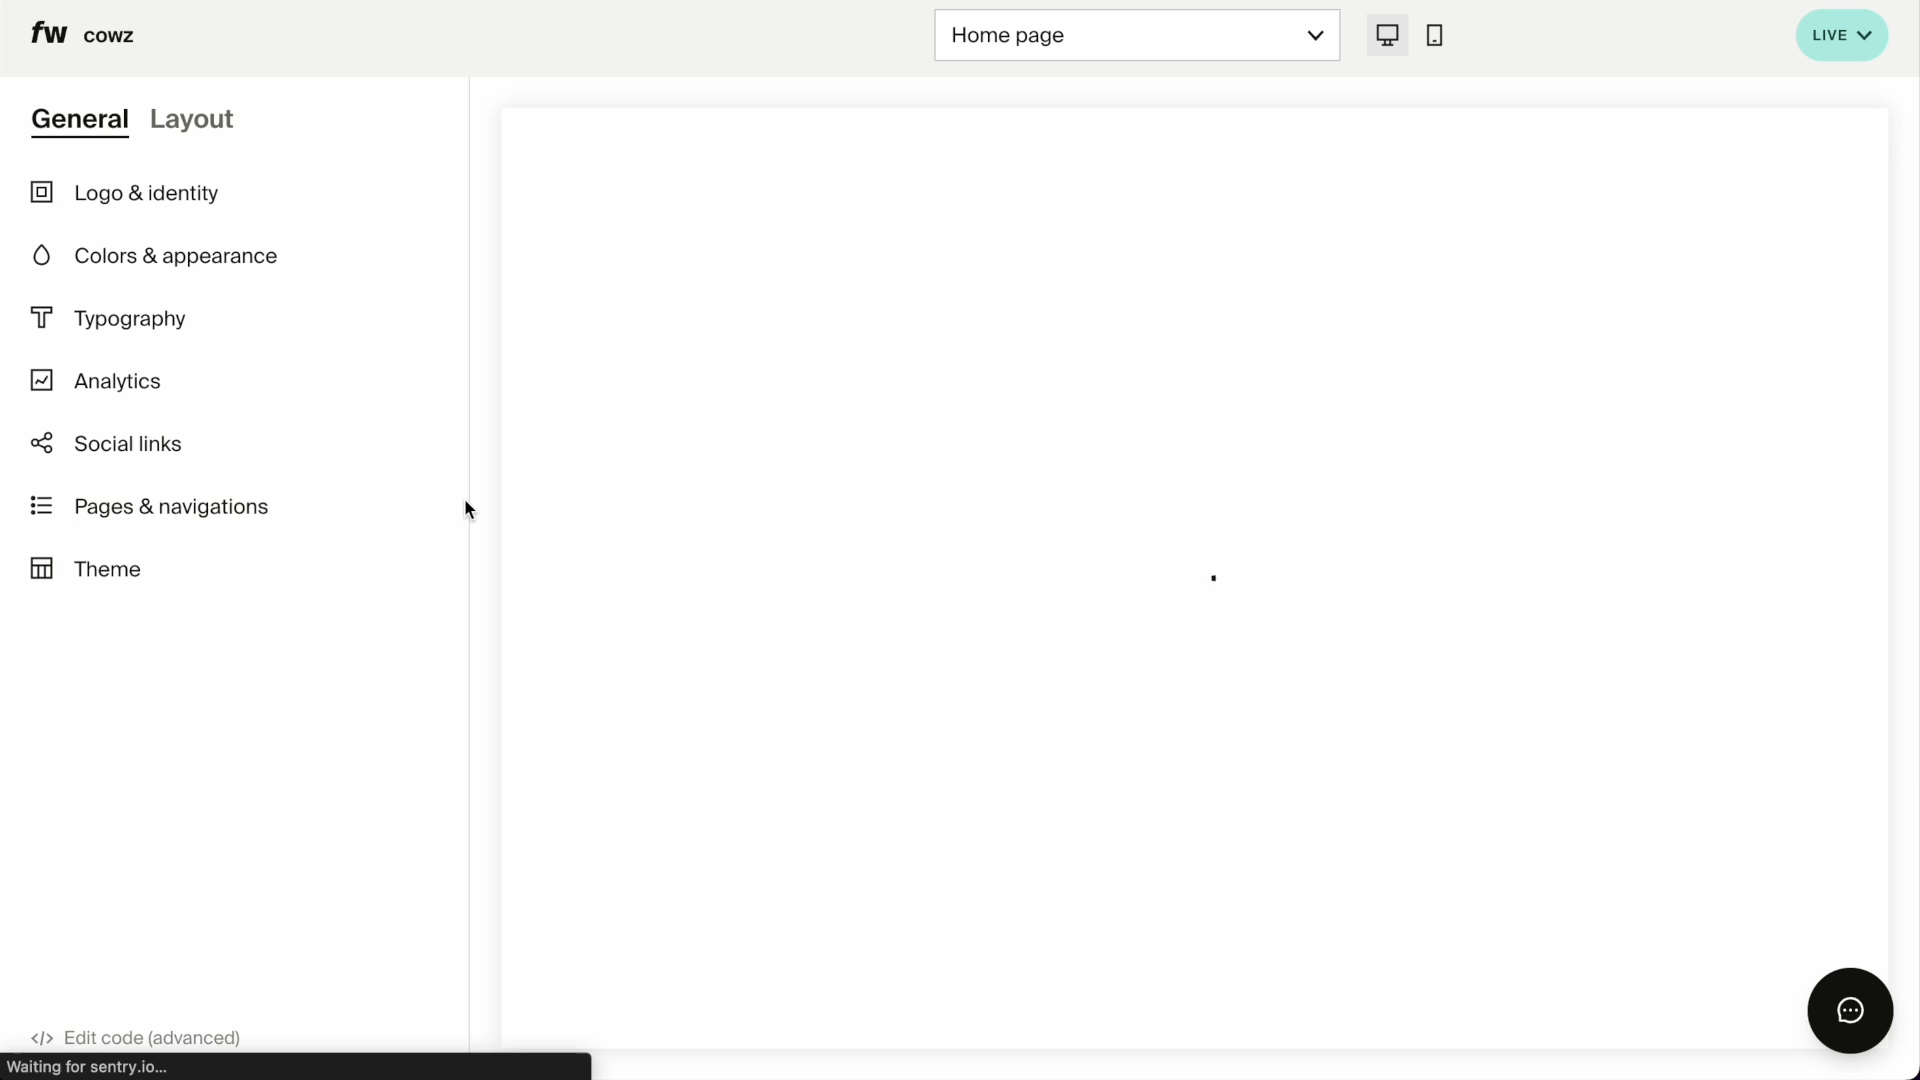 fw cowz
Home page
LIVE
General Layout
Logo & identity
Colors & appearance
Typography
Analytics
Social links
Pages & navigations
Theme
</> Edit code (advanced)
Waiting for sentry.io...